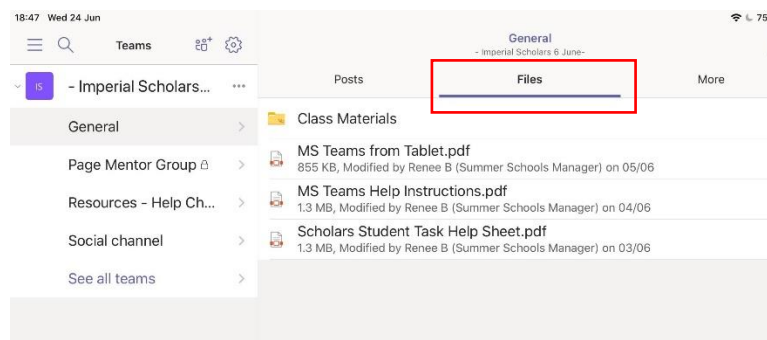 18:47 Wed 24 Jun
75
Teams
IS
- Imperial Scholars...
General
Page Mentor Group
Resources - Help Ch...
Social channel
See all teams
General
- Imperial Scholars 6 June-
Posts
Files
More
Class Materials
MS Teams from Tablet.pdf
855 KB, Modified by Renee B (Summer Schools Manager) on 05/06
MS Teams Help Instructions.pdf
1.3 MB, Modified by Renee B (Summer Schools Manager) on 04/06
Scholars Student Task Help Sheet.pdf
1.3 MB, Modified by Renee B (Summer Schools Manager) on 03/06